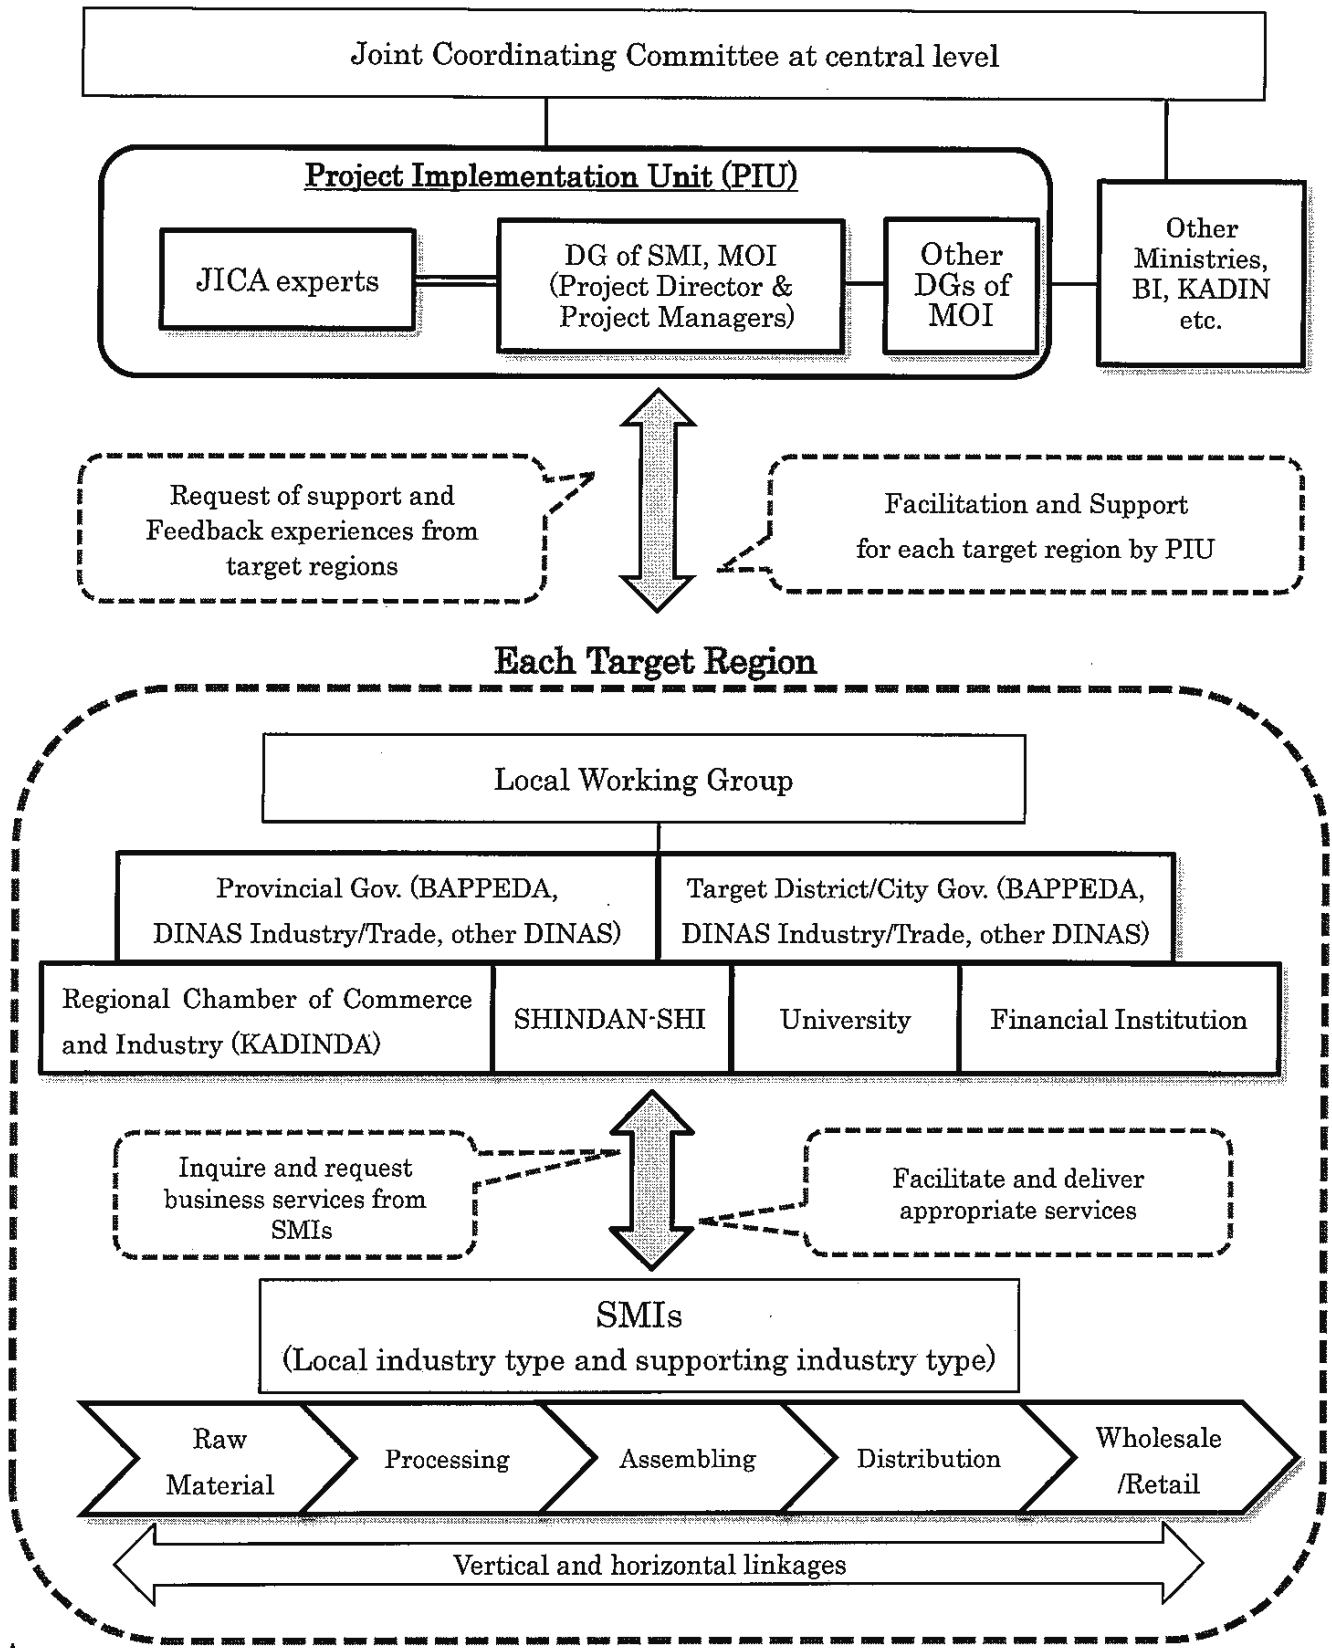 Joint Coordinating Committee at central level
Project Implementation Unit (PIU)
JICA experts
DG of SMI, MOI
(Project Director &
Project Managers)
Other
DGs of
MOI
Other
Ministries,
BI, KADIN
etc.
Request of support and
Feedback experiences from
target regions
Facilitation and Support
for each target region by PIU
Each Target Region
Local Working Group
Provincial Gov. (BAPPEDA,
DINAS Industry/Trade, other DINAS)
Target District/City Gov. (BAPPEDA,
DINAS Industry/Trade, other DINAS)
Regional Chamber of Commerce
and Industry (KADINDA)
SHINDAN-SHI
University
Financial Institution
Inquire and request
business services from
SMIs
Facilitate and deliver
appropriate services
SMIs
(Local industry type and supporting industry type)
Raw
Material
Processing
Assembling
Distribution
Wholesale
/Retail
Vertical and horizontal linkages